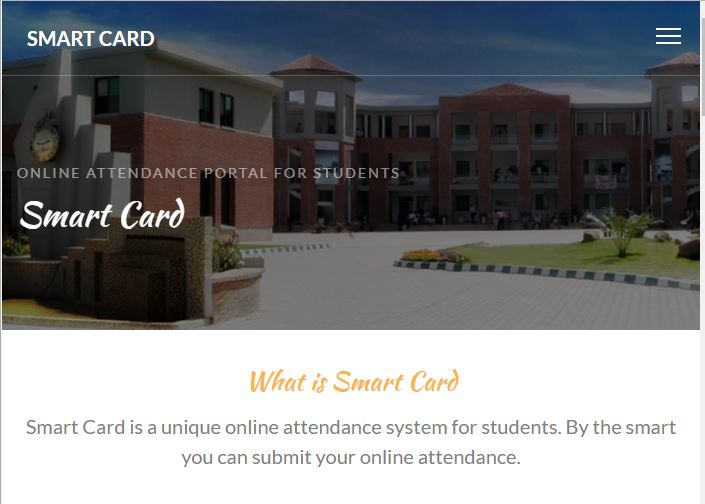 SMART CARD
ONLINE ATTENDANCE PORTAL FOR STUDENTS
Smart Card
What is Smart Card
Smart Card is a unique online attendance system for students. By the smart
you can submit your online attendance.